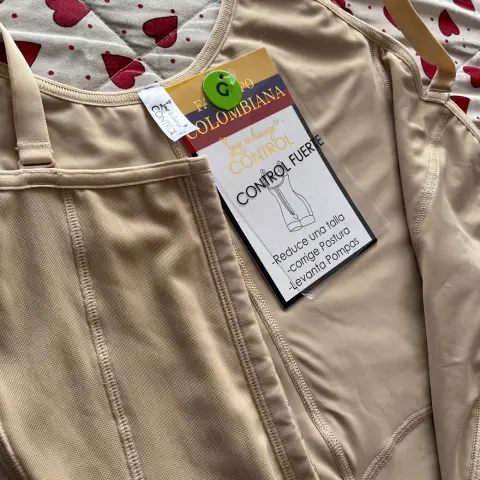 COLOMBIANA
CONTROL
CONTROL FUERTE
-Reduce una talla
-corrige Postura
-Levanta Pompas